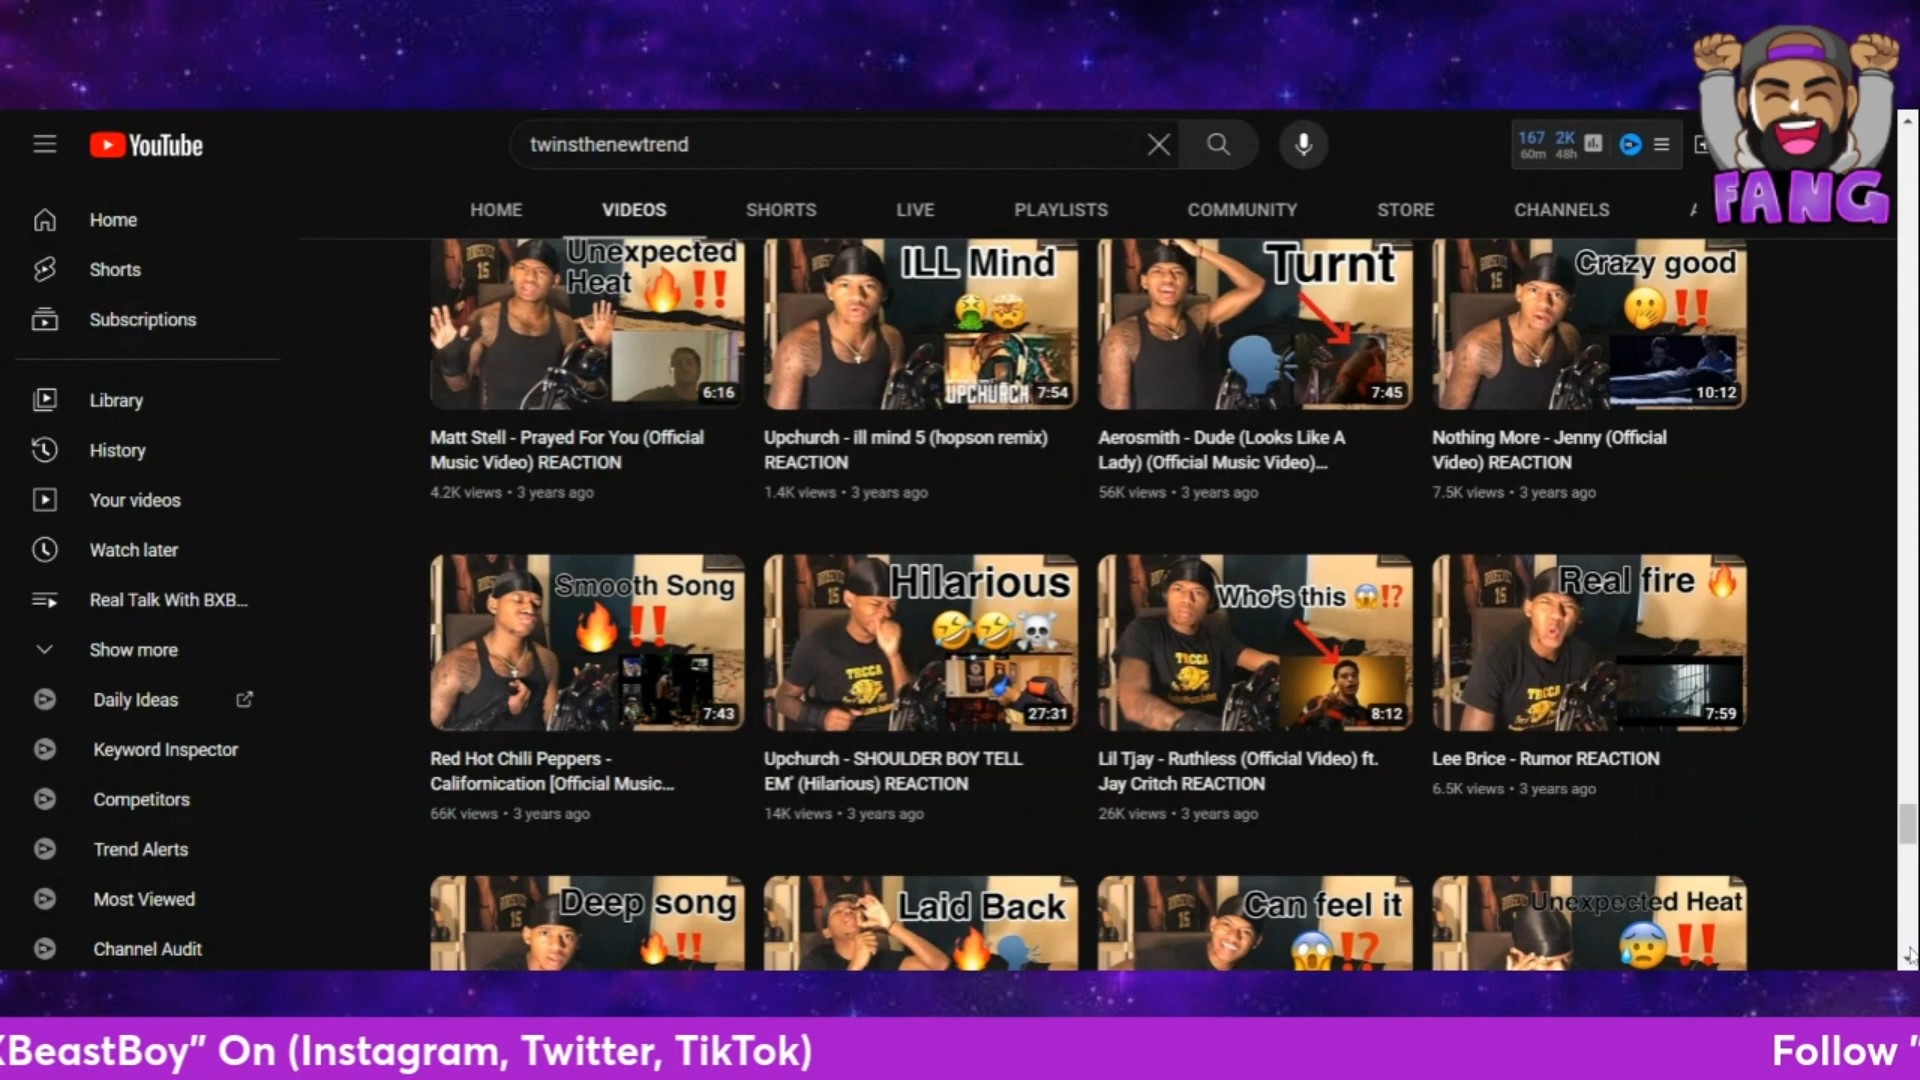 YouTube
twinsthenewtrend
167 2K
60m 48h
FANG
HOME VIDEOS SHORTS LIVE PLAYLISTS COMMUNITY STORE CHANNELS
Home
Shorts
Subscriptions
Library
History
Your videos
Watch later
Real Talk With BXB...
Show more
Daily Ideas
Keyword Inspector
Competitors
Trend Alerts
Most Viewed
Channel Audit
Unexpected
Heat
15
6:16
Matt Stell - Prayed For You (Official
Music Video) REACTION
4.2K views • 3 years ago
ILL Mind
UPCHURCH
7:54
Upchurch - ill mind 5 (hopson remix)
REACTION
1.4K views • 3 years ago
Turnt
7:45
Aerosmith - Dude (Looks Like A
Lady) (Official Music Video)...
56K views • 3 years ago
Crazy good
15
10:12
Nothing More - Jenny (Official
Video) REACTION
7.5K views • 3 years ago
Smooth Song
15
7:43
Red Hot Chili Peppers -
Californication [Official Music...
66K views • 3 years ago
Hilarious
27:31
Upchurch - SHOULDER BOY TELL
EM' (Hilarious) REACTION
14K views • 3 years ago
Who's this
8:12
Lil Tjay - Ruthless (Official Video) ft.
Jay Critch REACTION
26K views • 3 years ago
Real fire
15
7:59
Lee Brice - Rumor REACTION
6.5K views • 3 years ago
Deep song
15
Laid Back
Can feel it
15
Unexpected Heat
XBeastBoy" On (Instagram, Twitter, TikTok)
Follow "